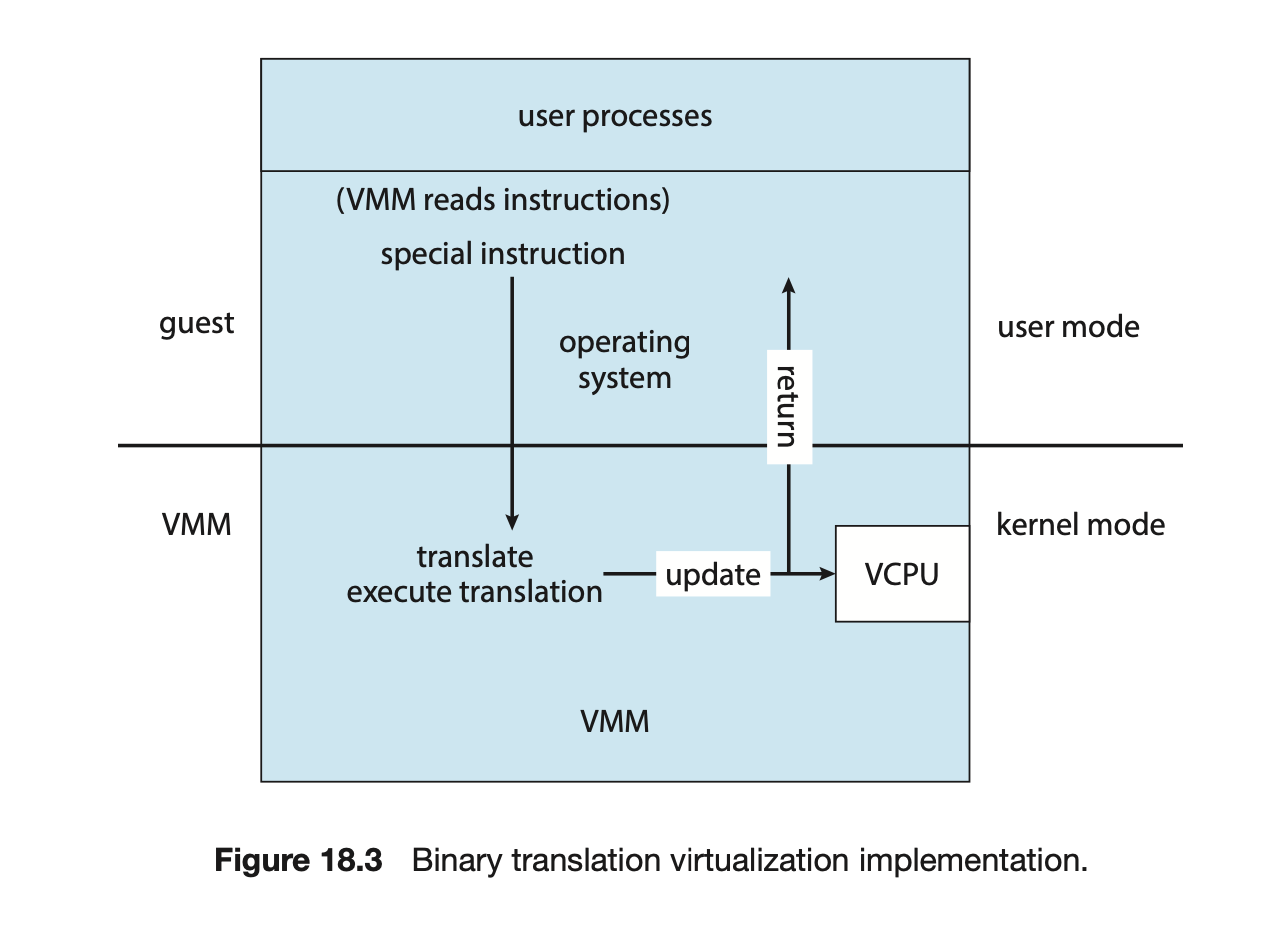 user processes
(VMM reads instructions)
special instruction
guest
operating
system
return
user mode
VMM
kernel mode
translate
execute translation
update
VCPU
VMM
Figure 18.3 Binary translation virtualization implementation.